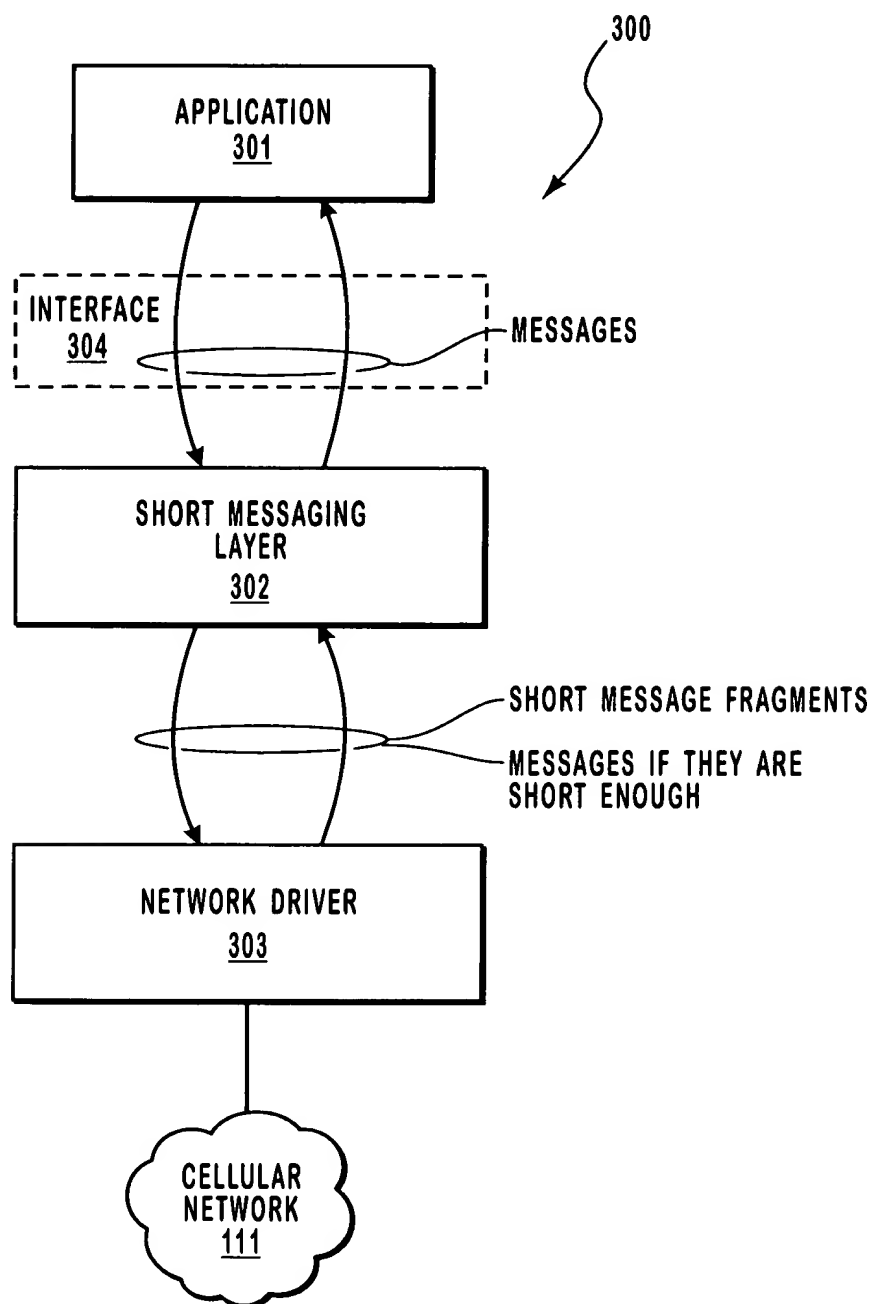 300
APPLICATION
301
INTERFACE
304
MESSAGES
SHORT MESSAGING
LAYER
302
SHORT MESSAGE FRAGMENTS
MESSAGES IF THEY ARE
SHORT ENOUGH
NETWORK DRIVER
303
CELLULAR
NETWORK
111